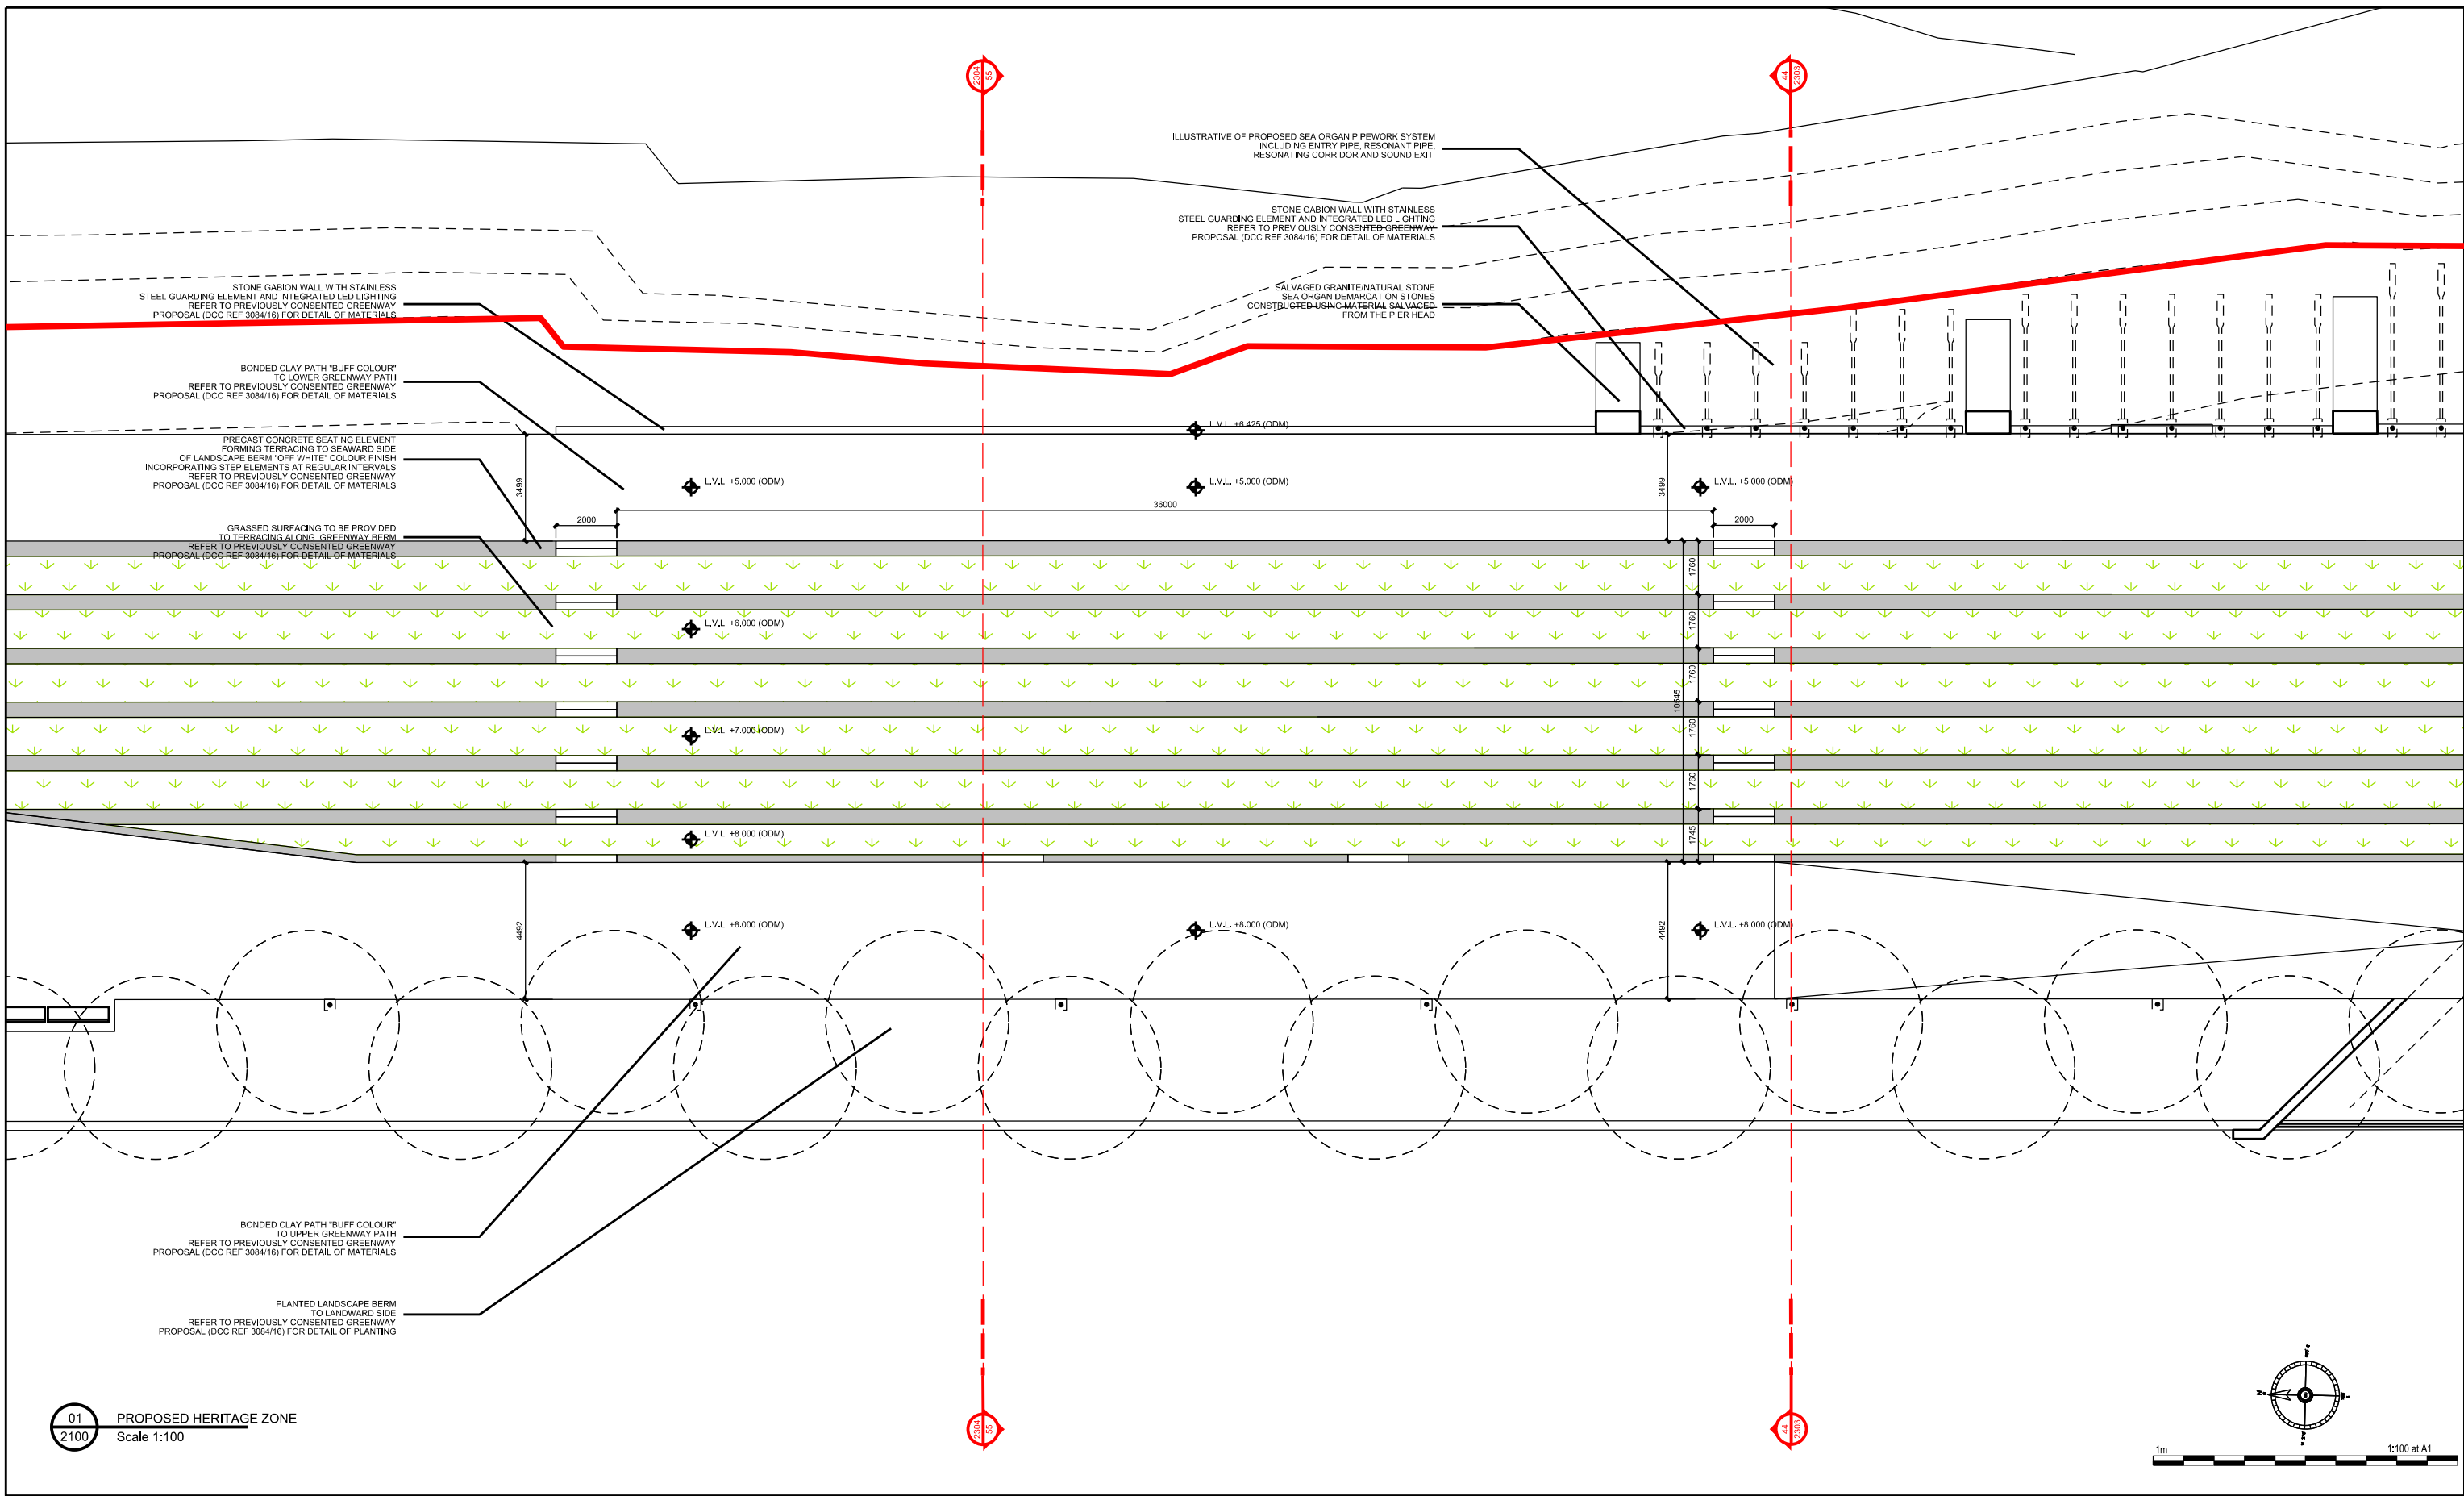 2304
55
44
2303
ILLUSTRATIVE OF PROPOSED SEA ORGAN PIPEWORK SYSTEM
INCLUDING ENTRY PIPE, RESONANT PIPE,
RESONATING CORRIDOR AND SOUND EXIT.
STONE GABION WALL WITH STAINLESS
STEEL GUARDING ELEMENT AND INTEGRATED LED LIGHTING
REFER TO PREVIOUSLY CONSENTED GREENWAY
PROPOSAL (DCC REF 3084/16) FOR DETAIL OF MATERIALS
SALVAGED GRANITE/NATURAL STONE
SEA ORGAN DEMARCATION STONES
CONSTRUCTED USING MATERIAL SALVAGED
FROM THE PIER HEAD
STONE GABION WALL WITH STAINLESS
STEEL GUARDING ELEMENT AND INTEGRATED LED LIGHTING
REFER TO PREVIOUSLY CONSENTED GREENWAY
PROPOSAL (DCC REF 3084/16) FOR DETAIL OF MATERIALS
BONDED CLAY PATH "BUFF COLOUR"
TO LOWER GREENWAY PATH
REFER TO PREVIOUSLY CONSENTED GREENWAY
PROPOSAL (DCC REF 3084/16) FOR DETAIL OF MATERIALS
PRECAST CONCRETE SEATING ELEMENT
FORMING TERRACING TO SEAWARD SIDE
OF LANDSCAPE BERM "OFF WHITE" COLOUR FINISH
INCORPORATING STEP ELEMENTS AT REGULAR INTERVALS
REFER TO PREVIOUSLY CONSENTED GREENWAY
PROPOSAL (DCC REF 3084/16) FOR DETAIL OF MATERIALS
GRASSED SURFACING TO BE PROVIDED
TO TERRACING ALONG GREENWAY BERM
REFER TO PREVIOUSLY CONSENTED GREENWAY
PROPOSAL (DCC REF 3084/16) FOR DETAIL OF MATERIALS
L.V.L. +6.425 (ODM)
L.V.L. +5.000 (ODM)
L.V.L. +5.000 (ODM)
L.V.L. +5.000 (ODM)
3499
3499
36000
2000
2000
1760
1760
1760
1760
1760
1745
10545
L.V.L. +6.000 (ODM)
L.V.L. +7.000 (ODM)
L.V.L. +8.000 (ODM)
4492
4492
L.V.L. +8.000 (ODM)
L.V.L. +8.000 (ODM)
L.V.L. +8.000 (ODM)
BONDED CLAY PATH "BUFF COLOUR"
TO UPPER GREENWAY PATH
REFER TO PREVIOUSLY CONSENTED GREENWAY
PROPOSAL (DCC REF 3084/16) FOR DETAIL OF MATERIALS
PLANTED LANDSCAPE BERM
TO LANDWARD SIDE
REFER TO PREVIOUSLY CONSENTED GREENWAY
PROPOSAL (DCC REF 3084/16) FOR DETAIL OF PLANTING
01
2100
PROPOSED HERITAGE ZONE
Scale 1:100
2304
55
44
2303
1m
1:100 at A1